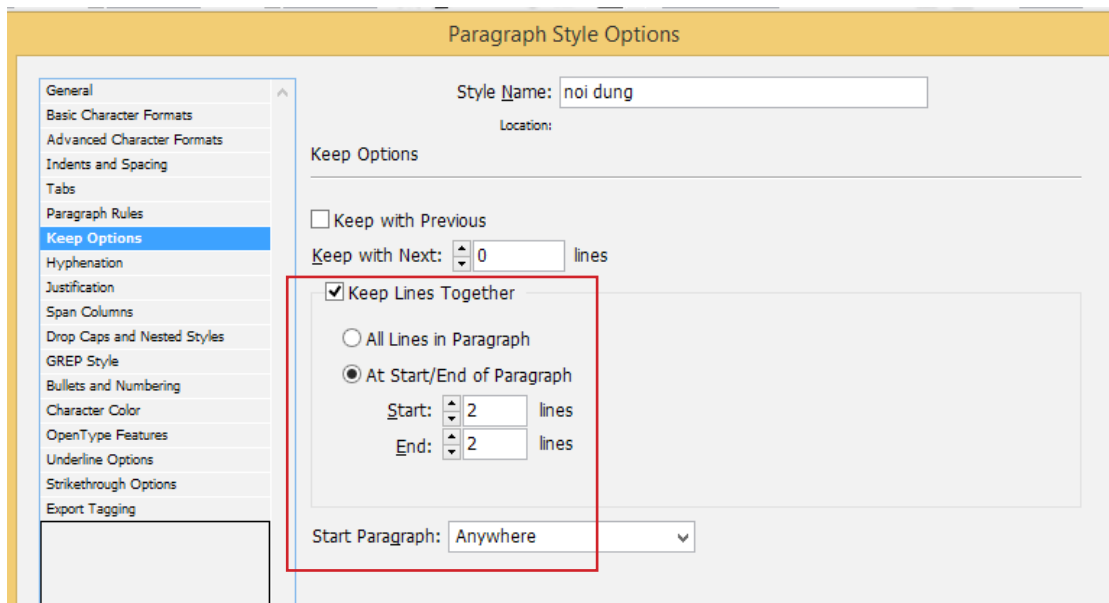 Paragraph Style Options
General
Basic Character Formats
Advanced Character Formats
Indents and Spacing
Tabs
Paragraph Rules
Keep Options
Hyphenation
Justification
Span Columns
Drop Caps and Nested Styles
GREP Style
Bullets and Numbering
Character Color
OpenType Features
Underline Options
Strikethrough Options
Export Tagging
Style Name: noi dung
Location:
Keep Options
Keep with Previous
Keep with Next: 0 lines
Keep Lines Together
All Lines in Paragraph
At Start/End of Paragraph
Start: 2 lines
End: 2 lines
Start Paragraph: Anywhere